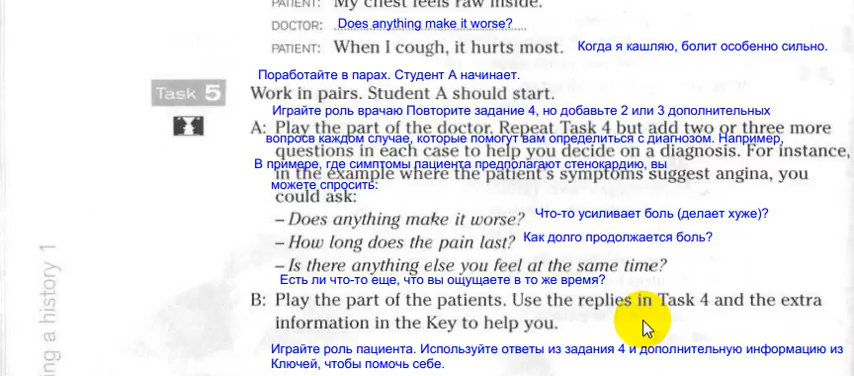 PATIENT: My chest feels raw inside.
DOCTOR: Does anything make it worse?
PATIENT: When I cough, it hurts most. Когда я кашляю, болит особенно сильно.
Поработайте в парах. Студент А начинает.
Task 5 Work in pairs. Student A should start.
Играйте роль врачаю Повторите задание 4, но добавьте 2 или 3 дополнительных
A: Play the part of the doctor. Repeat Task 4 but add two or three more
вопросв каждом случае, которые помогут вам определиться с диагнозом. Например,
questions in each case to help you decide on a diagnosis. For instance,
В примере, где симптомы пациента предполагают стенокардию, вы
in the example where the patient's symptoms suggest angina, you
можете спросить:
could ask:
– Does anything make it worse? Что-то усиливает боль (делает хуже)?
– How long does the pain last? Как долго продолжается боль?
– Is there anything else you feel at the same time?
Есть ли что-то еще, что вы ощущаете в то же время?
B: Play the part of the patients. Use the replies in Task 4 and the extra
information in the Key to help you.
Играйте роль пациента. Используйте ответы из задания 4 и дополнительную информацию из
Ключей, чтобы помочь себе.
ing a history 1